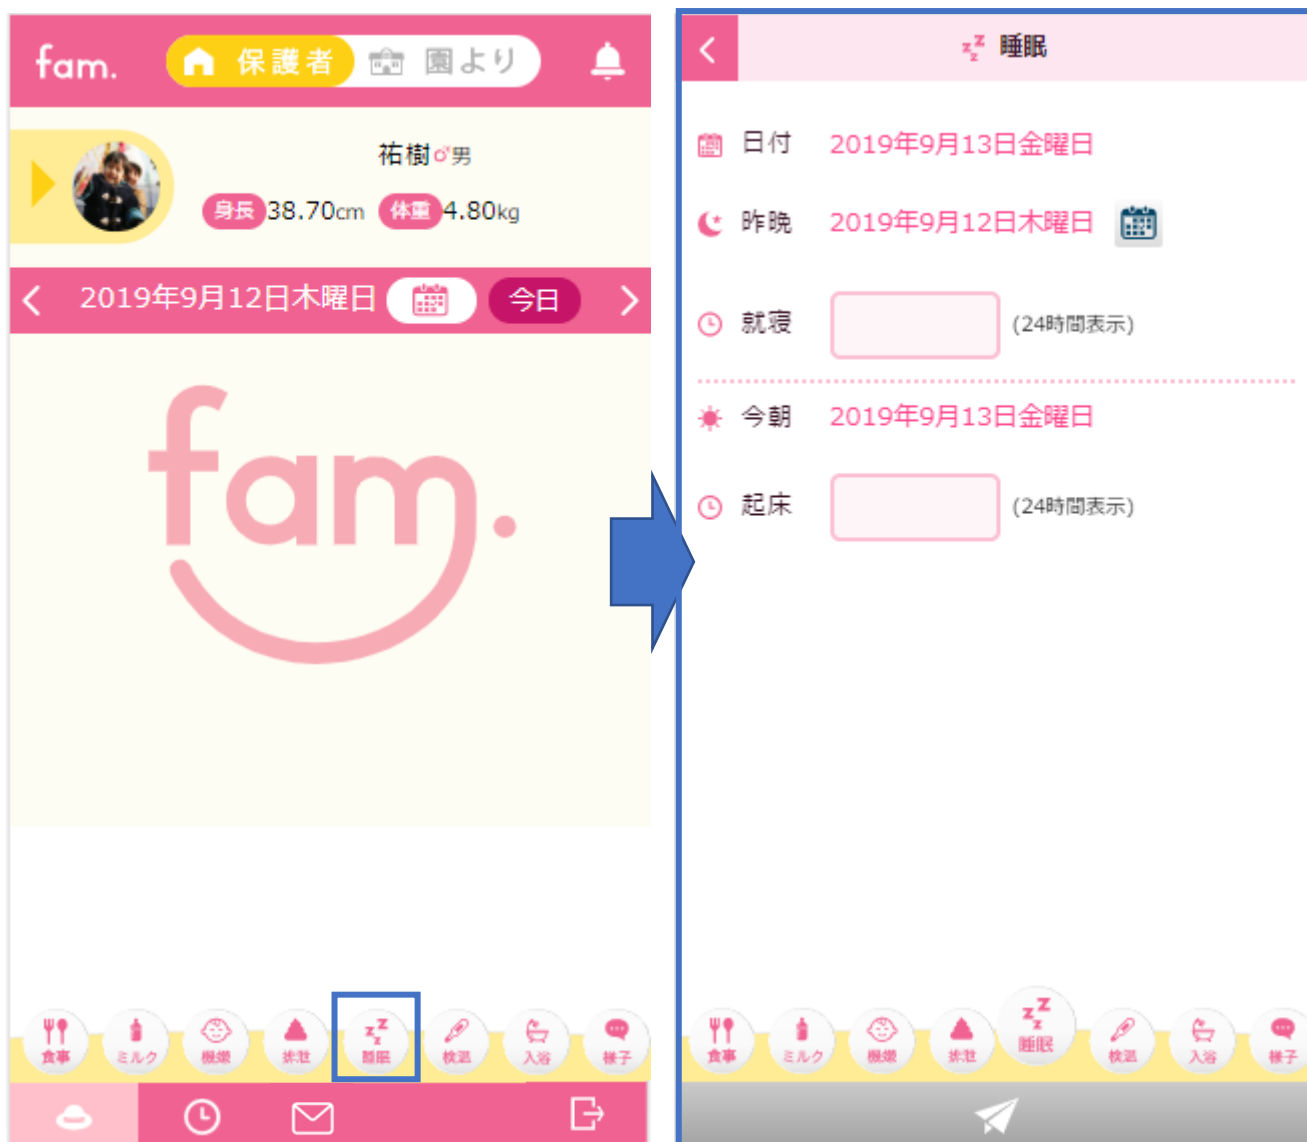 fam.
保護者
園より
祐樹♂男
身長 38.70cm 体重 4.80kg
2019年9月12日木曜日
今日
fam.
食事
ミルク
機嫌
排泄
睡眠
検温
入浴
様子
zzz 睡眠
日付 2019年9月13日金曜日
昨晩 2019年9月12日木曜日
就寝 (24時間表示)
今朝 2019年9月13日金曜日
起床 (24時間表示)
食事
ミルク
機嫌
排泄
睡眠
検温
入浴
様子